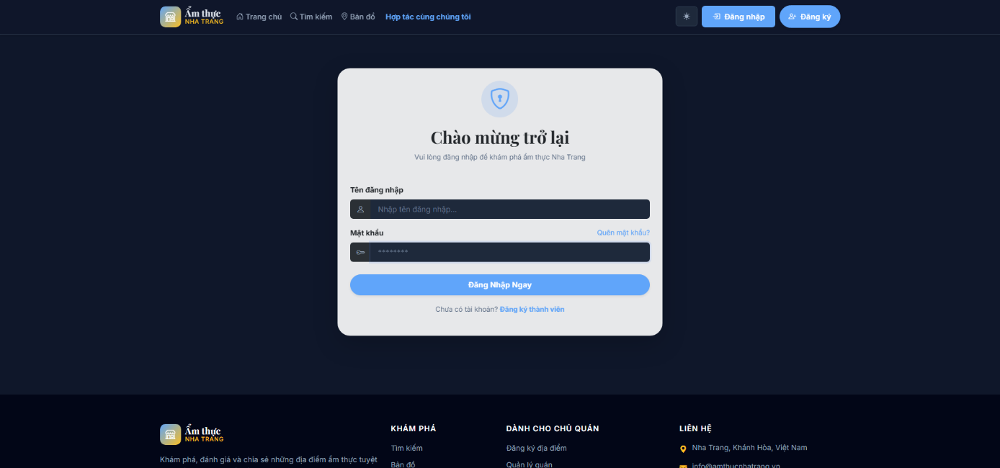 Ẩm thực
NHA TRANG
Trang chủ
Tìm kiếm
Bản đồ
Hợp tác cùng chúng tôi
Đăng nhập
Đăng ký
Chào mừng trở lại
Vui lòng đăng nhập để khám phá ẩm thực Nha Trang
Tên đăng nhập
Nhập tên đăng nhập...
Mật khẩu
Quên mật khẩu?
********
Đăng Nhập Ngay
Chưa có tài khoản? Đăng ký thành viên
Ẩm thực
NHA TRANG
Khám phá, đánh giá và chia sẻ những địa điểm ẩm thực tuyệt
KHÁM PHÁ
Tìm kiếm
Bản đồ
DÀNH CHO CHỦ QUÁN
Đăng ký địa điểm
Quản lý quán
LIÊN HỆ
Nha Trang, Khánh Hòa, Việt Nam
info@amthucnhatrang.vn